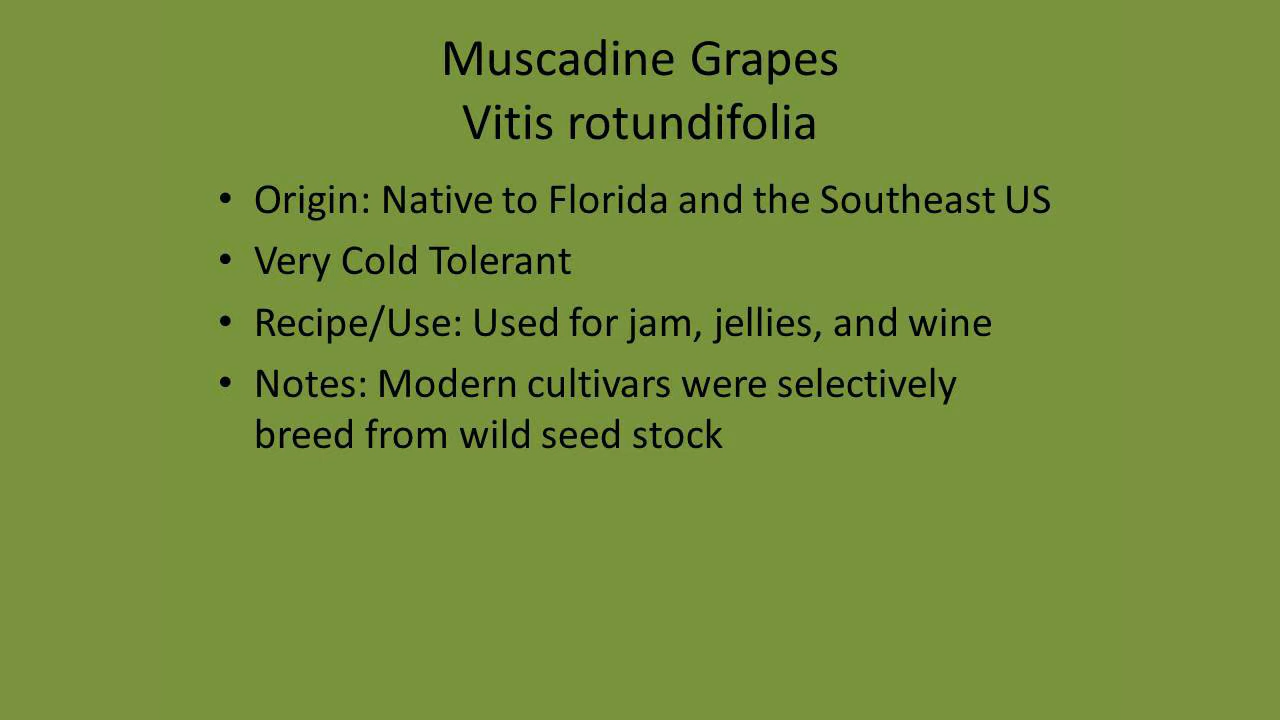 Muscadine Grapes
Vitis rotundifolia
• Origin: Native to Florida and the Southeast US
• Very Cold Tolerant
• Recipe/Use: Used for jam, jellies, and wine
• Notes: Modern cultivars were selectively
breed from wild seed stock